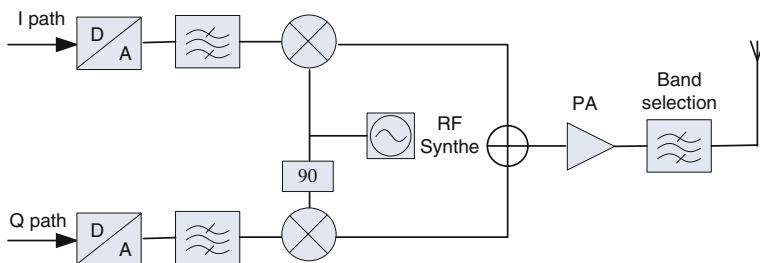 I path
D
A
RF
Synthe
90
PA
Band
selection
Q path
D
A